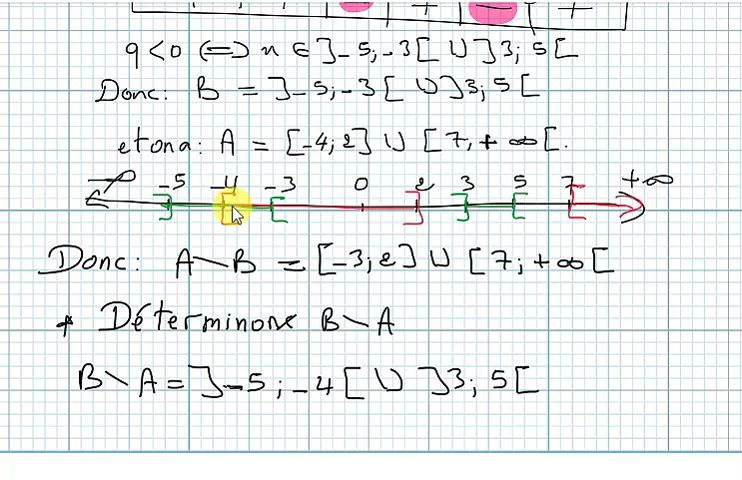 +
q < 0 ⟺ x ∈ ]-5;-3[ ∪ ]3;5[
Donc: B = ]-5;-3[ ∪ ]3;5[
et on a: A = [-4;2] ∪ [7,+∞[.
-∞ -5 -4 -3 0 2 3 5 7 +∞
Donc: A\B = [-3;2] ∪ [7;+∞[
* Déterminons B\A
B\A = ]-5;-4[ ∪ ]3;5[